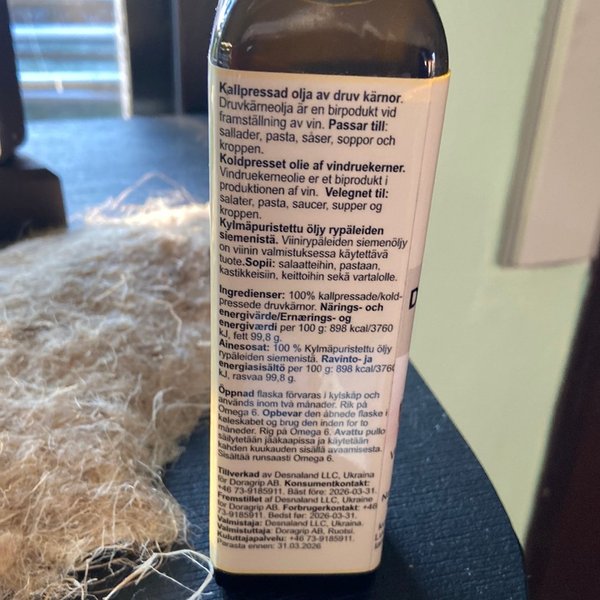 Kallpressad olja av druv kärnor.
Druvkärneolja är en birpodukt vid
framställning av vin. Passar till:
sallader, pasta, såser, soppor och
kroppen.
Koldpresset olie af vindruekerner.
Vindruekerneolie er et biprodukt i
produktionen af vin. Velegnet til:
salater, pasta, saucer, supper og
kroppen.
Kylmäpuristettu öljy rypäleiden
siemenistä. Viinirypäleiden siemenöljy
on viinin valmistuksessa käytettävä
tuote. Sopii: salaatteihin, pastaan,
kastikkeisiin, keittoihin sekä vartalolle.
Ingredienser: 100% kallpressade/kold-
pressede druvkärnor. Närings- och
energivärde/Ernærings- og
energiværdi per 100 g: 898 kcal/3760
kJ, fett 99,8 g.
Ainesosat: 100 % Kylmäpuristettu öljy
rypäleiden siemenistä. Ravinto- ja
energiasisältö per 100 g: 898 kcal/3760
kJ, rasvaa 99,8 g.
Öppnad flaska förvaras i kylskåp och
används inom två månader. Rik på
Omega 6. Opbevar den åbnede flaske i
køleskabet og brug den inden for to
måneder. Rig på Omega 6. Avattu pullo
säilytetään jääkaapissa ja käytetään
kahden kuukauden sisällä avaamisesta.
Sisältää runsaasti Omega 6.
Tillverkad av Desnaland LLC, Ukraina
för Doragrip AB. Konsumentkontakt:
+46 73-9185911. Bäst före: 2026-03-31.
Fremstillet af Desnaland LLC, Ukraine
for Doragrip AB. Forbrugerkontakt:
+46 73-9185911. Bedst før: 2026-03-31.
Valmistaja: Desnaland LLC, Ukraina.
Valmistuttaja: Doragrip AB, Ruotsi.
Kuluttajapalvelu: +46 73-9185911.
Parasta ennen: 31.03.2026